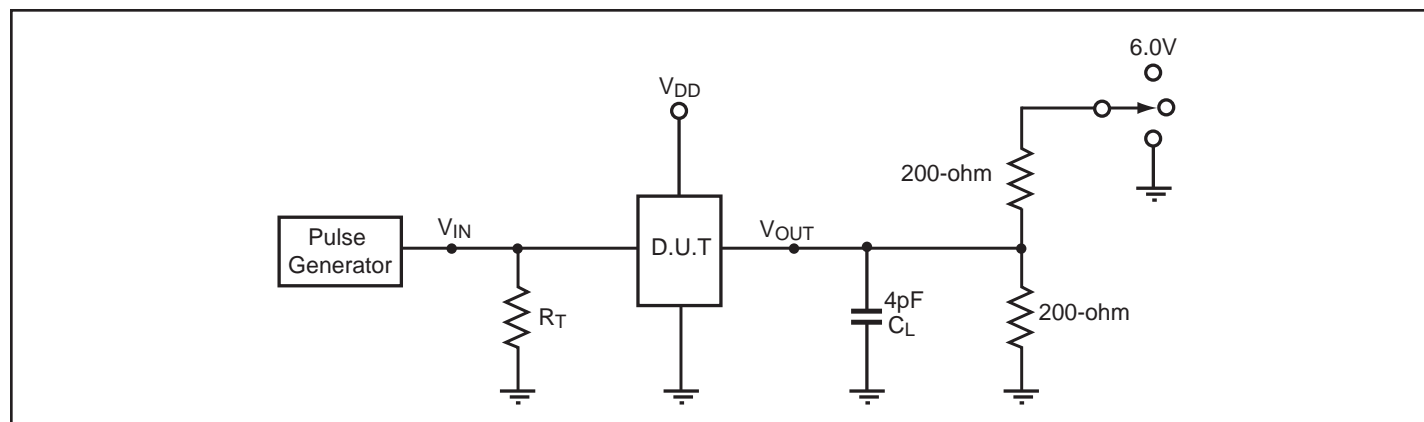 6.0V
VDD
200-ohm
Pulse
Generator
VIN
D.U.T
VOUT
RT
4pF
CL
200-ohm